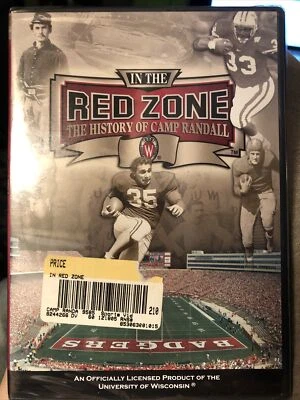 33
IN THE
RED ZONE
THE HISTORY OF CAMP RANDALL
W
35
PRICE
IN RED ZONE
210
BADGERS
AN OFFICIALLY LICENSED PRODUCT OF THE
UNIVERSITY OF WISCONSIN ®